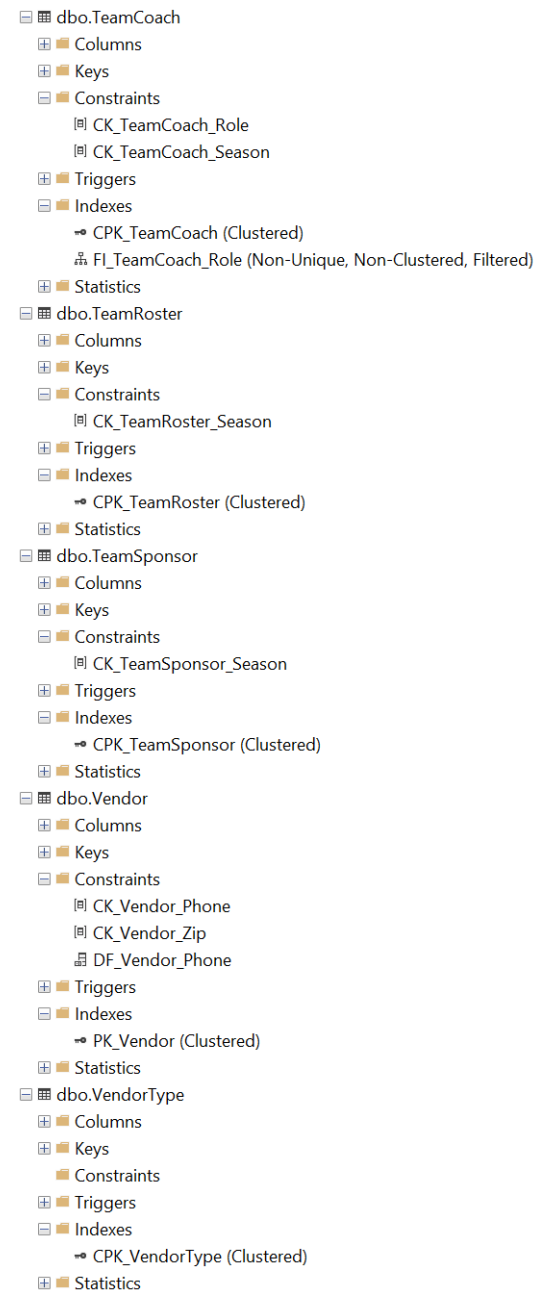 dbo.TeamCoach
Columns
Keys
Constraints
CK_TeamCoach_Role
CK_TeamCoach_Season
Triggers
Indexes
CPK_TeamCoach (Clustered)
FI_TeamCoach_Role (Non-Unique, Non-Clustered, Filtered)
Statistics
dbo.TeamRoster
Columns
Keys
Constraints
CK_TeamRoster_Season
Triggers
Indexes
CPK_TeamRoster (Clustered)
Statistics
dbo.TeamSponsor
Columns
Keys
Constraints
CK_TeamSponsor_Season
Triggers
Indexes
CPK_TeamSponsor (Clustered)
Statistics
dbo.Vendor
Columns
Keys
Constraints
CK_Vendor_Phone
CK_Vendor_Zip
DF_Vendor_Phone
Triggers
Indexes
PK_Vendor (Clustered)
Statistics
dbo.VendorType
Columns
Keys
Constraints
Triggers
Indexes
CPK_VendorType (Clustered)
Statistics